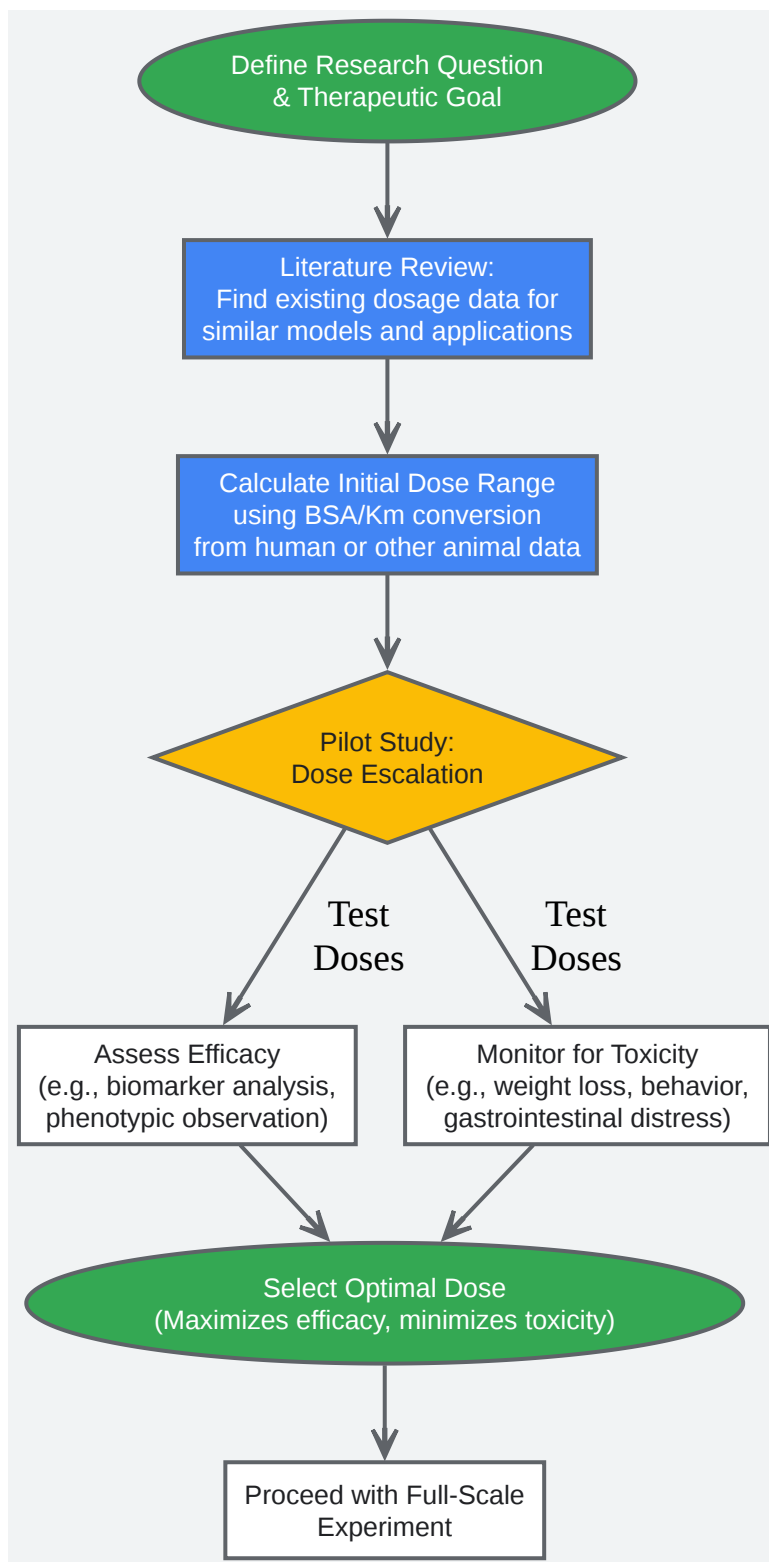 Define Research Question
& Therapeutic Goal
Literature Review:
Find existing dosage data for
similar models and applications
Calculate Initial Dose Range
using BSA/Km conversion
from human or other animal data
Pilot Study:
Dose Escalation
Test
Doses
Test
Doses
Assess Efficacy
(e.g., biomarker analysis,
phenotypic observation)
Monitor for Toxicity
(e.g., weight loss, behavior,
gastrointestinal distress)
Select Optimal Dose
(Maximizes efficacy, minimizes toxicity)
Proceed with Full-Scale
Experiment